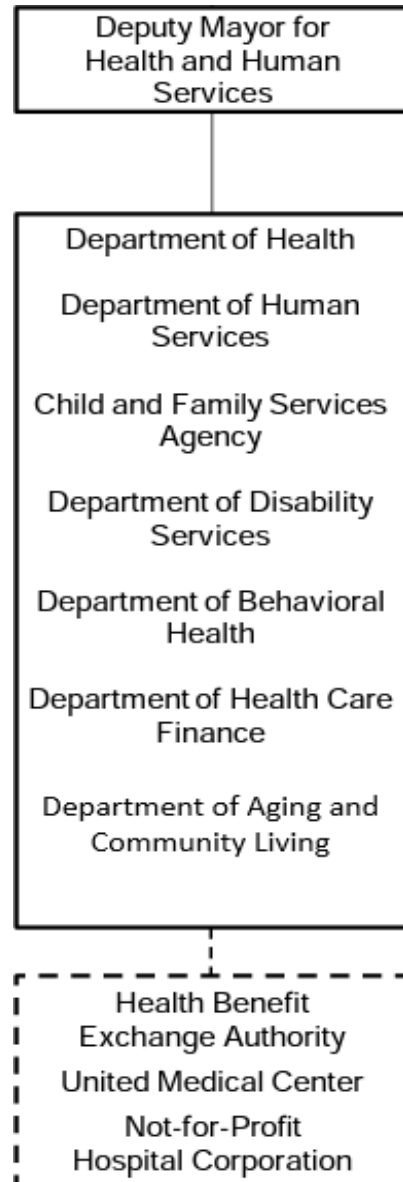 Deputy Mayor for
Health and Human
Services
Department of Health
Department of Human
Services
Child and Family Services
Agency
Department of Disability
Services
Department of Behavioral
Health
Department of Health Care
Finance
Department of Aging and
Community Living
Health Benefit
Exchange Authority
United Medical Center
Not-for-Profit
Hospital Corporation